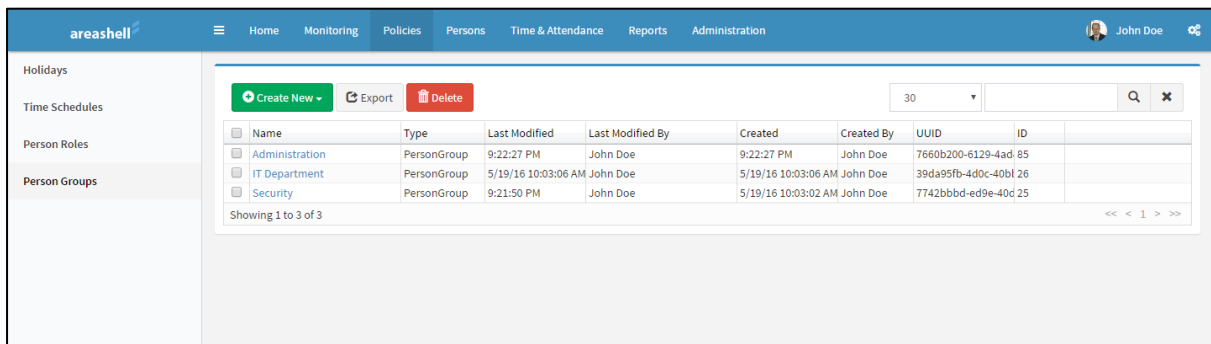 areashell Home Monitoring Policies Persons Time & Attendance Reports Administration John Doe
Holidays
Time Schedules
Person Roles
Person Groups
Create New Export Delete 30
Name Type Last Modified Last Modified By Created Created By UUID ID
Administration PersonGroup 9:22:27 PM John Doe 9:22:27 PM John Doe 7660b200-6129-4ad- 85
IT Department PersonGroup 5/19/16 10:03:06 AM John Doe 5/19/16 10:03:06 AM John Doe 39da95fb-4d0c-40bl 26
Security PersonGroup 9:21:50 PM John Doe 5/19/16 10:03:02 AM John Doe 7742bbbd-ed9e-40d 25
Showing 1 to 3 of 3 << < 1 > >>